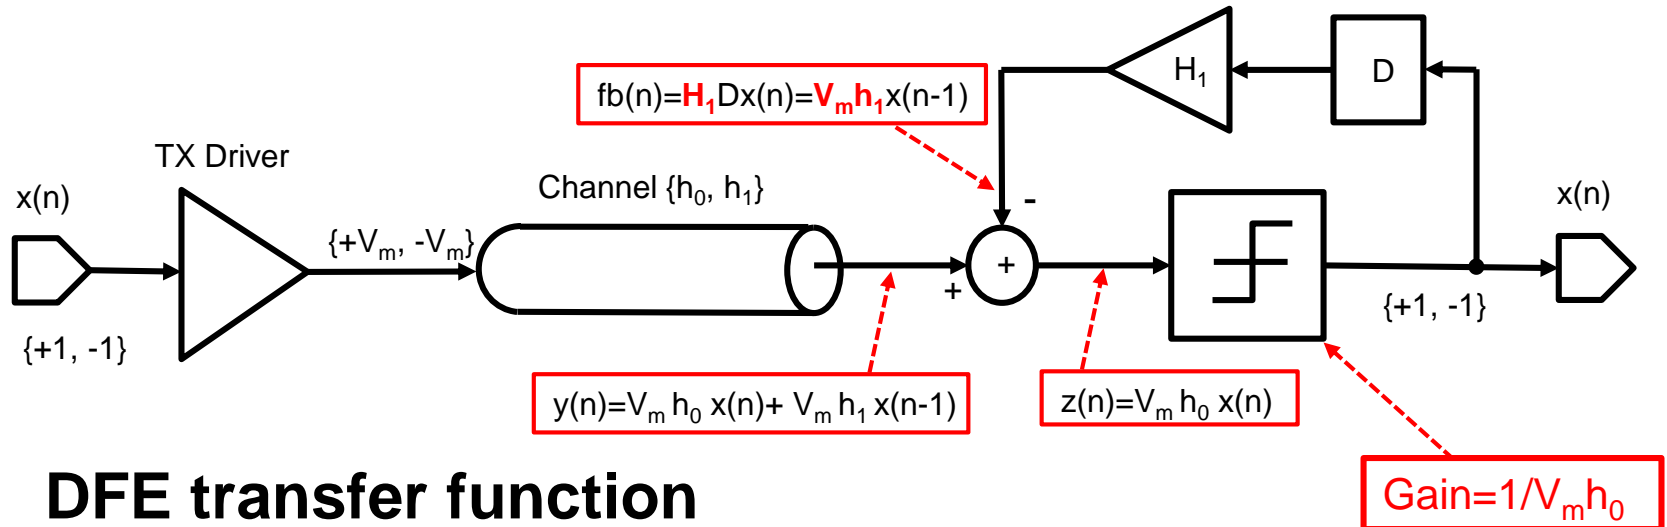 H₁
D
fb(n)=H₁Dx(n)=Vₘh₁x(n-1)
TX Driver
x(n)
Channel {h₀, h₁}
-
x(n)
{+Vₘ, -Vₘ}
+
+
{+1, -1}
{+1, -1}
y(n)=Vₘ h₀ x(n)+ Vₘ h₁ x(n-1)
z(n)=Vₘ h₀ x(n)
DFE transfer function
Gain=1/Vₘh₀